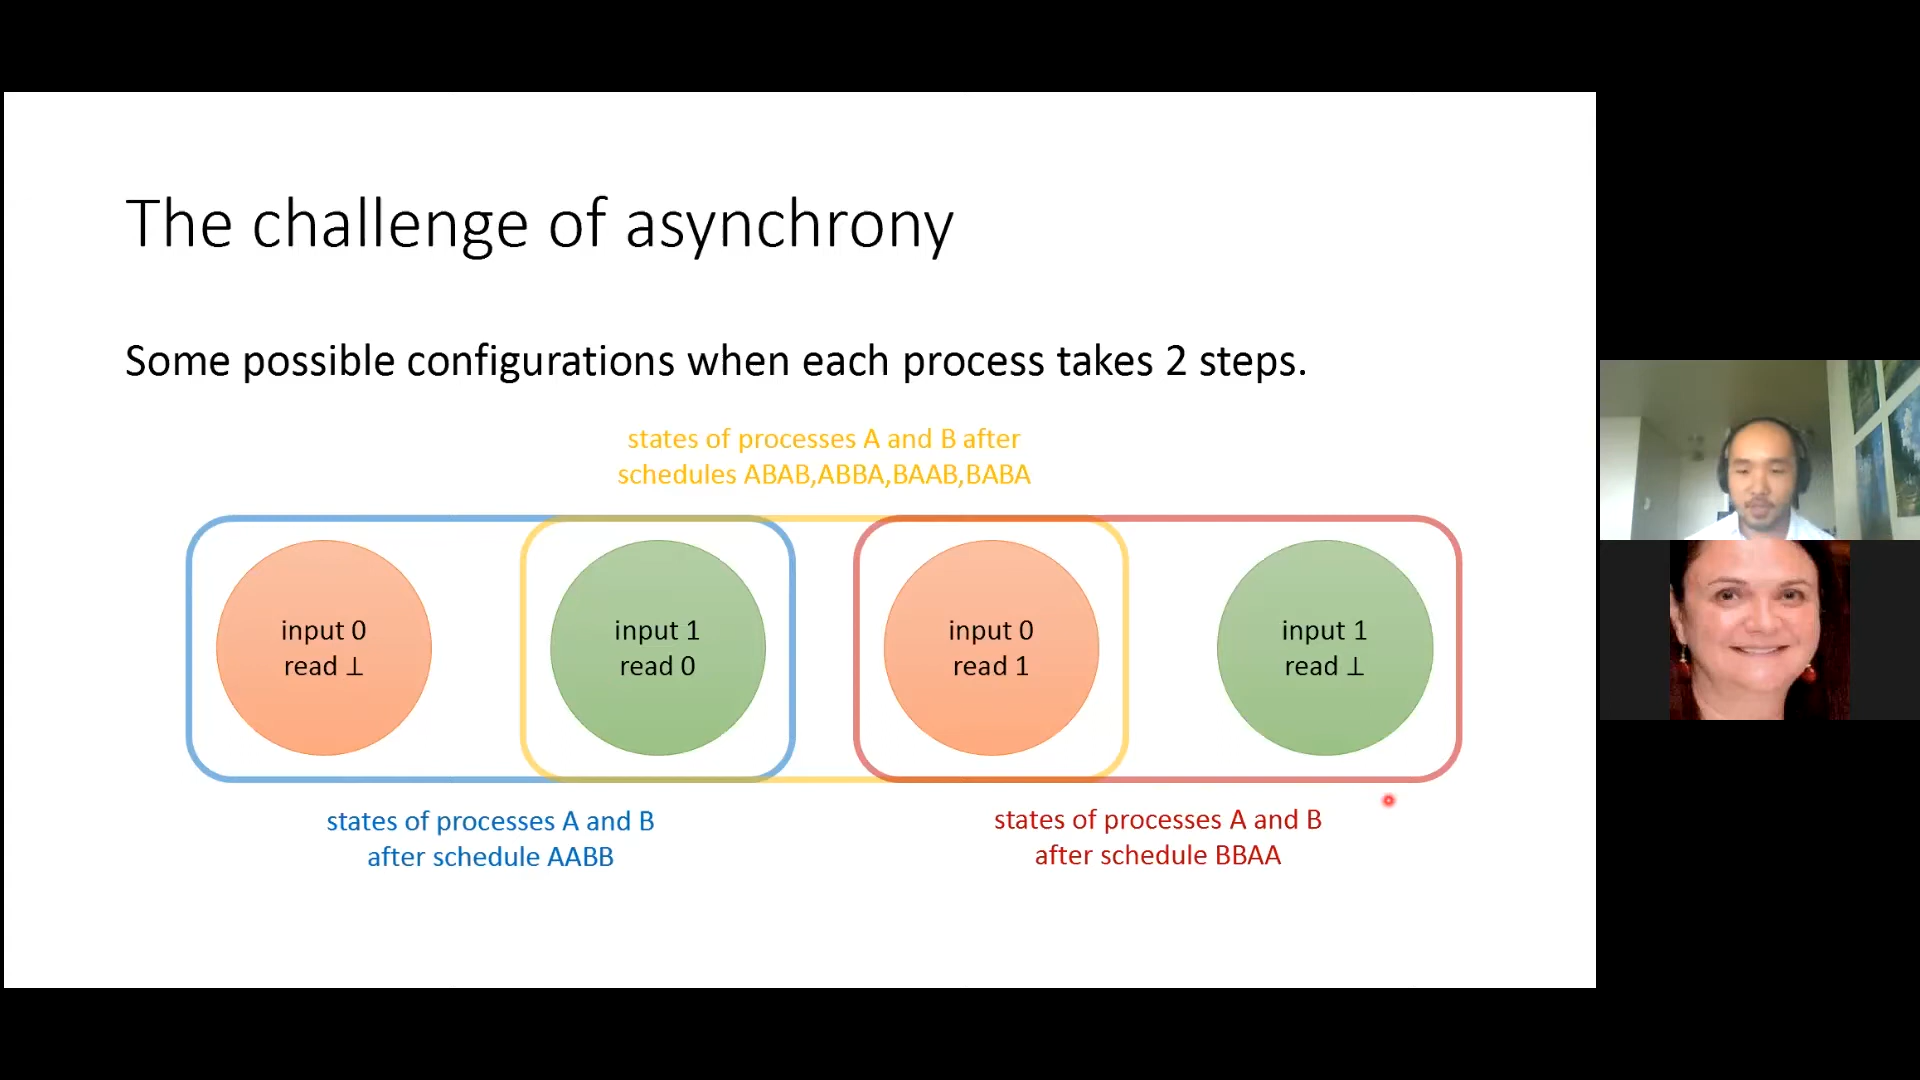 The challenge of asynchrony
Some possible configurations when each process takes 2 steps.
states of processes A and B after
schedules ABAB,ABBA,BAAB,BABA
input 0
read ⊥
input 1
read 0
input 0
read 1
input 1
read ⊥
states of processes A and B
after schedule AABB
states of processes A and B
after schedule BBAA